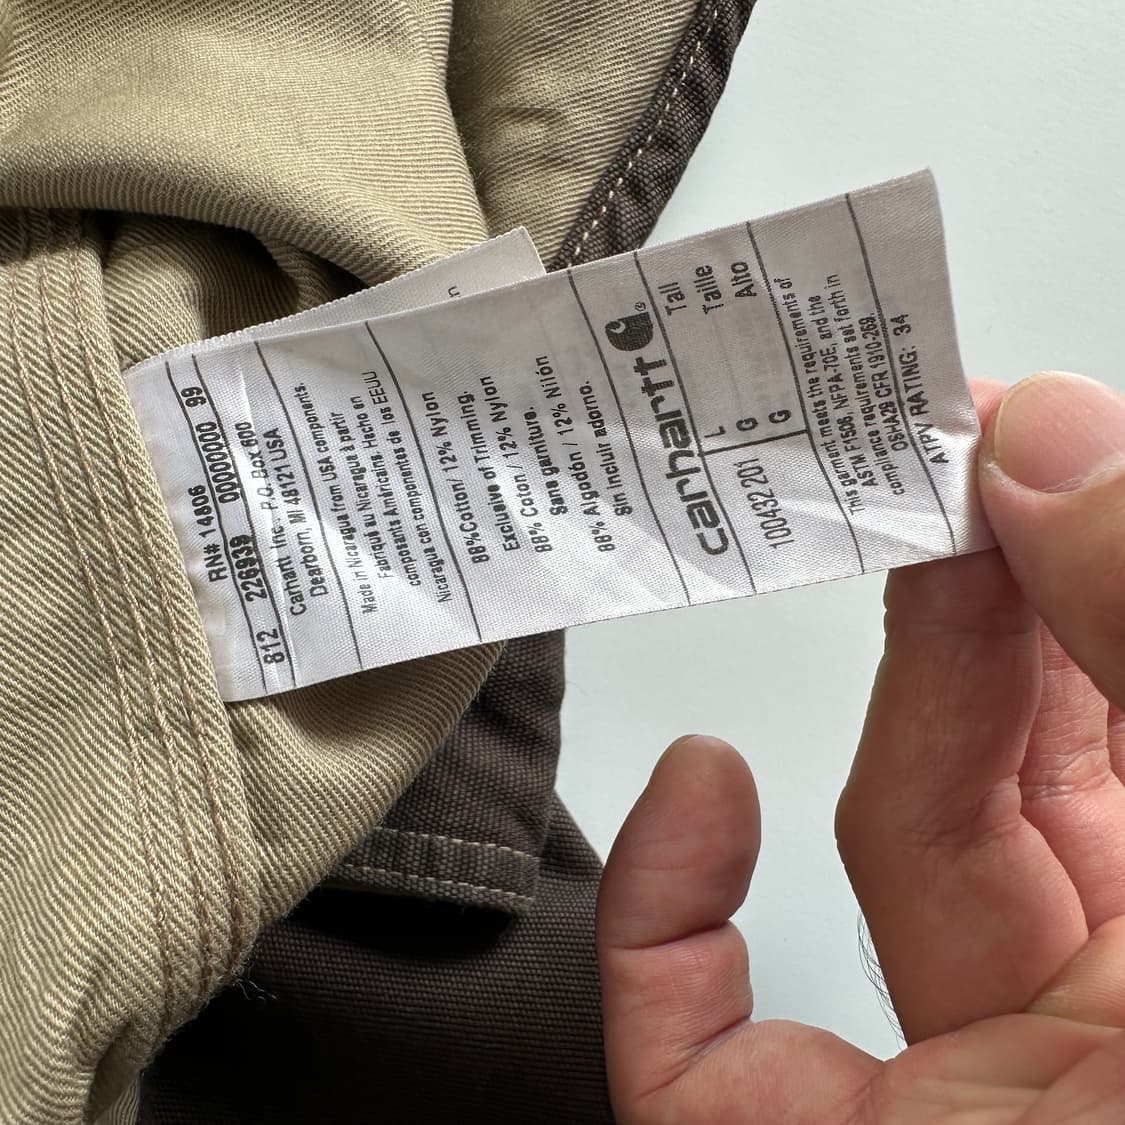 RN# 14806
812 226939 0000000 99
Carhartt Inc. P.O. Box 600
Dearborn, MI 48121 USA
Made in Nicaragua from USA components.
Fabriqué au Nicaragua à partir
composants Américains. Hecho en
Nicaragua con componentes de los EEUU
88%Cotton/ 12% Nylon
Exclusive of Trimming.
88% Coton / 12% Nylon
Sans garniture.
88% Algodón / 12% Nilón
Sin incluir adorno.
carhartt
L Tall
G Taille
G Alto
100432 201
This garment meets the requirements of
ASTM F1506, NFPA 70E, and the
compliance requirements set forth in
OSHA29 CFR 1910-269.
ATPV RATING: 34